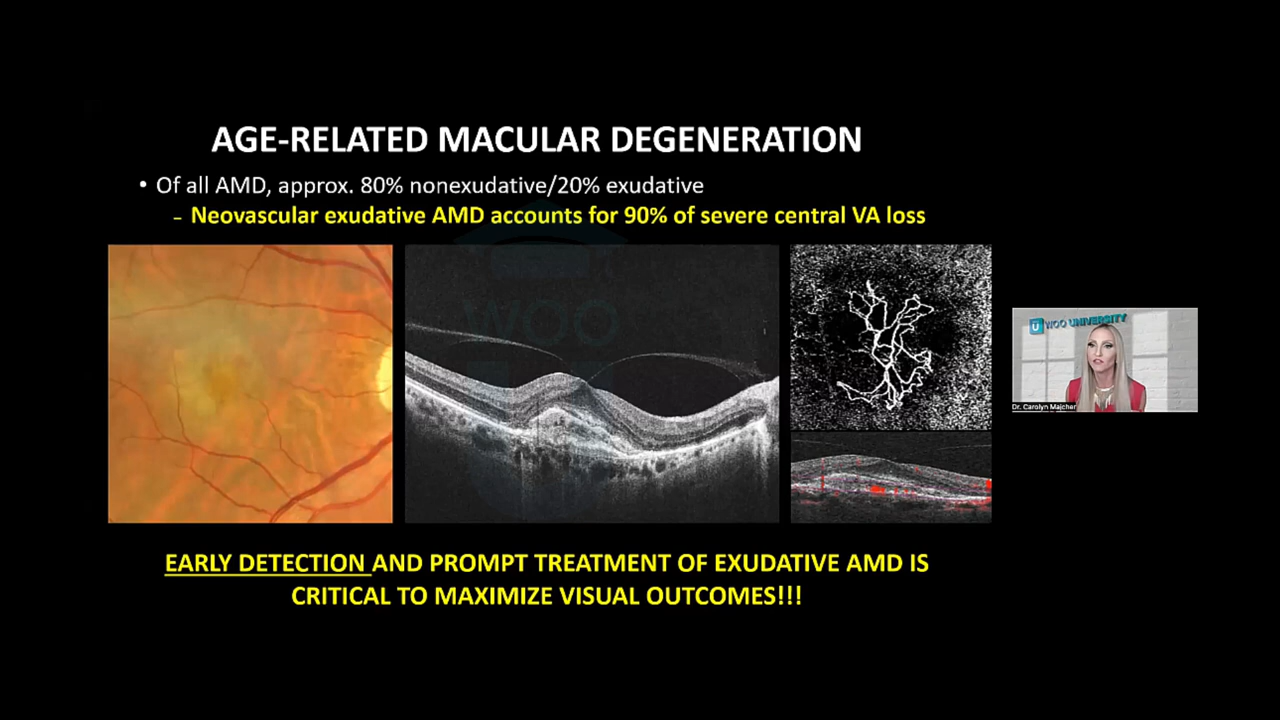 AGE-RELATED MACULAR DEGENERATION
• Of all AMD, approx. 80% nonexudative/20% exudative
– Neovascular exudative AMD accounts for 90% of severe central VA loss
WOO
U WOO UNIVERSITY
Dr. Carolyn Majcher
EARLY DETECTION AND PROMPT TREATMENT OF EXUDATIVE AMD IS
CRITICAL TO MAXIMIZE VISUAL OUTCOMES!!!